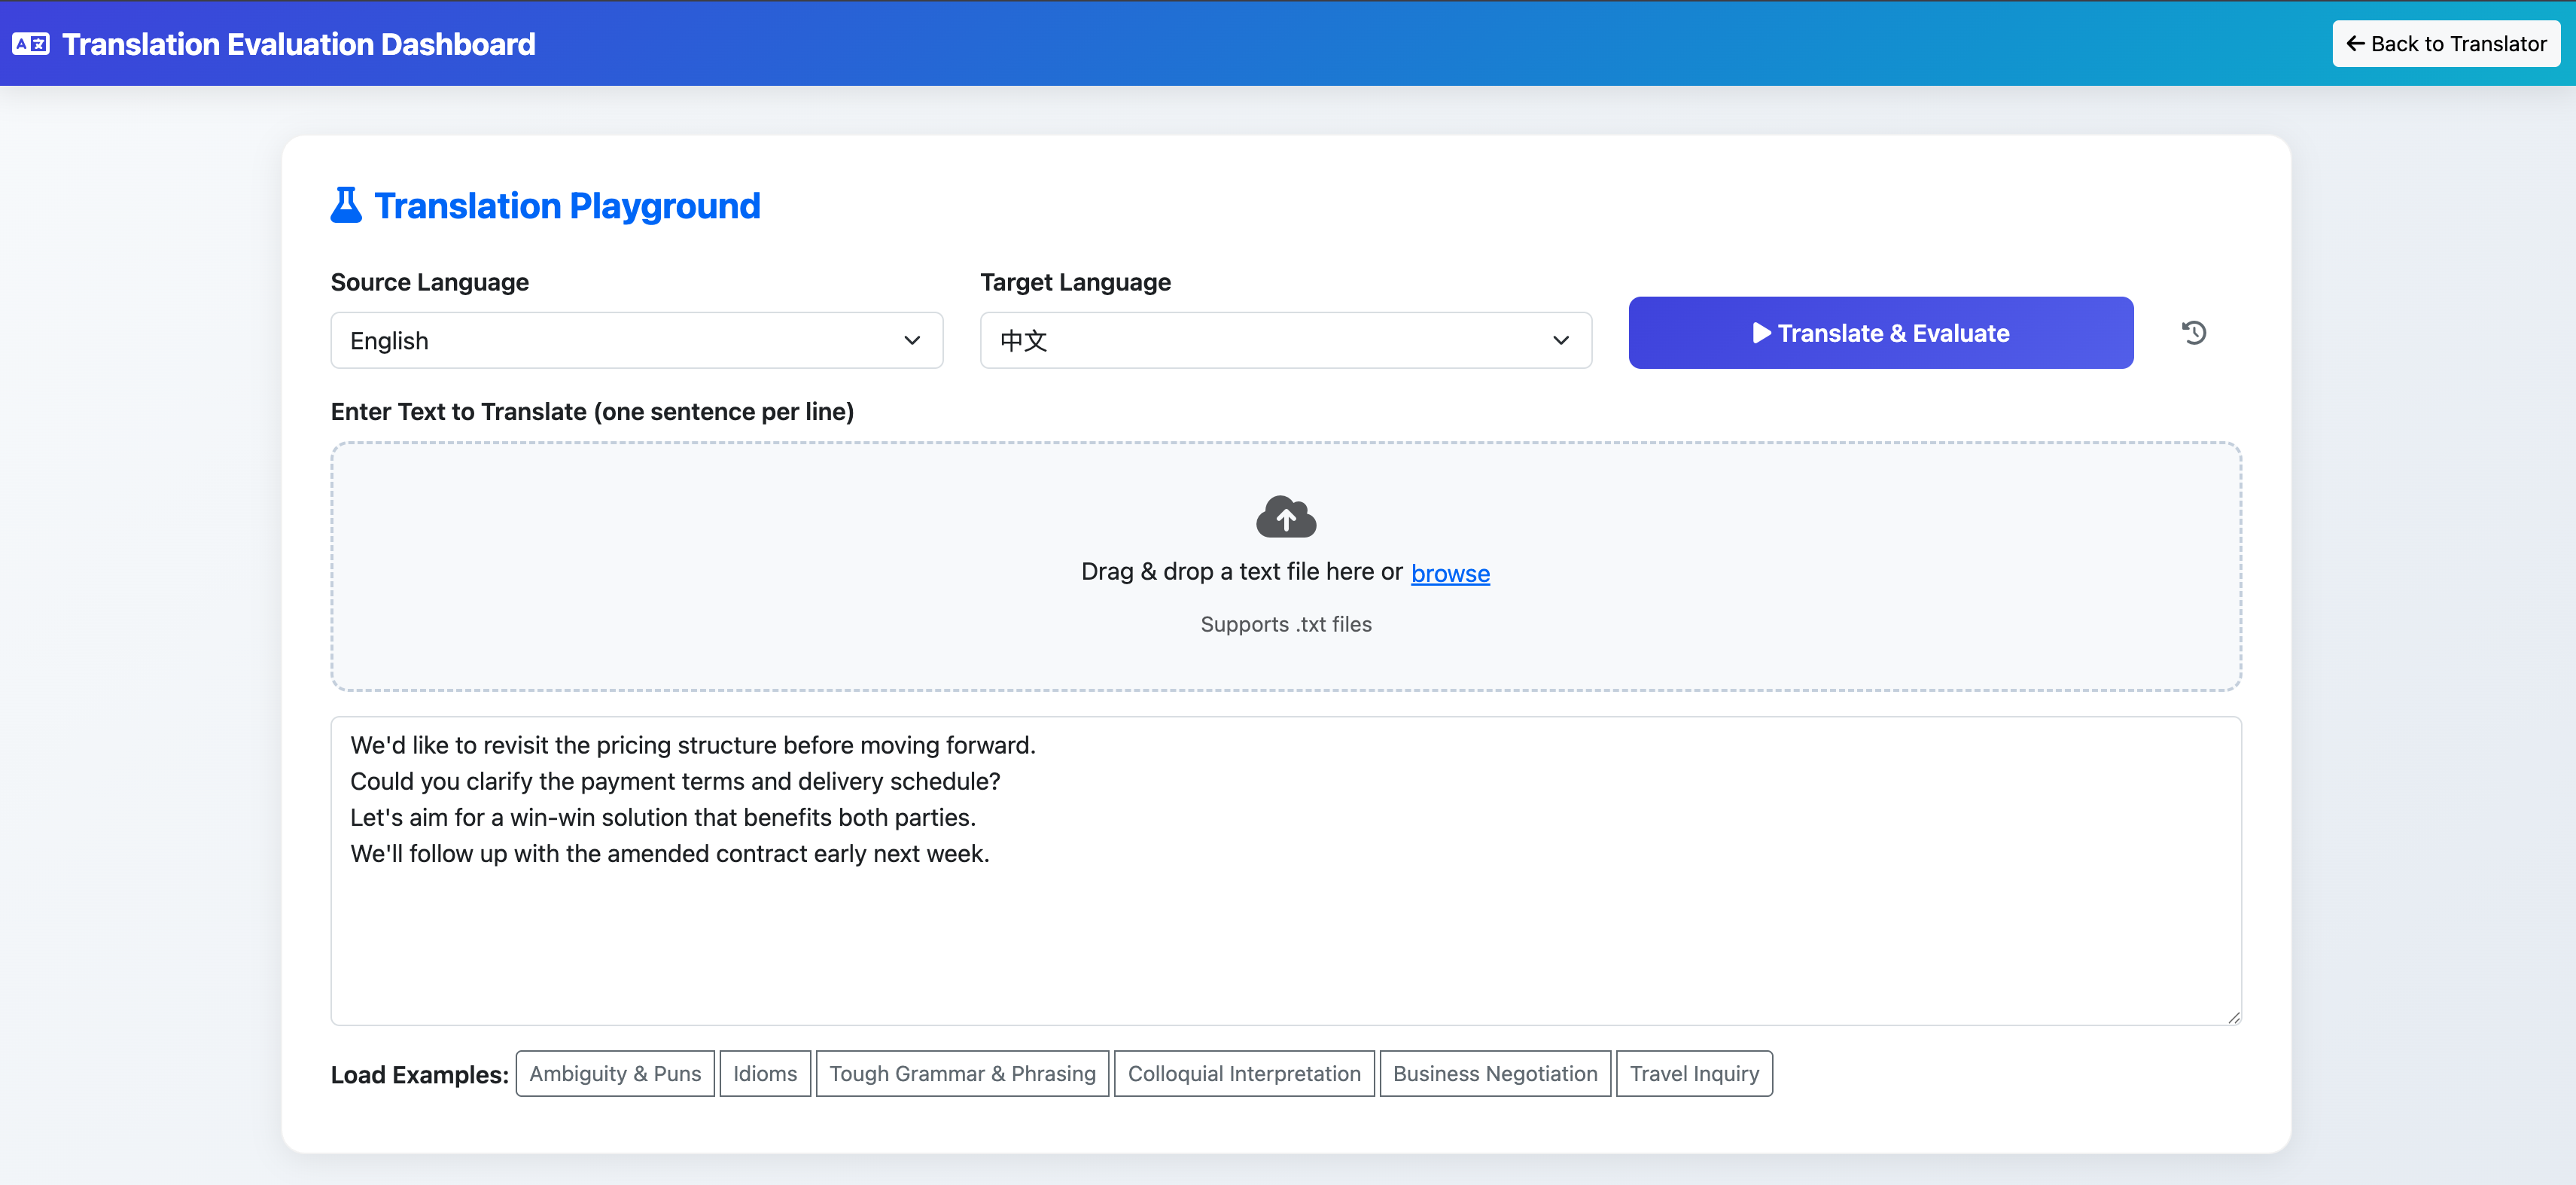 Translation Evaluation Dashboard
Back to Translator
Translation Playground
Source Language
Target Language
English
中文
Translate & Evaluate
Enter Text to Translate (one sentence per line)
Drag & drop a text file here or browse
Supports .txt files
We'd like to revisit the pricing structure before moving forward.
Could you clarify the payment terms and delivery schedule?
Let's aim for a win-win solution that benefits both parties.
We'll follow up with the amended contract early next week.
Load Examples: Ambiguity & Puns Idioms Tough Grammar & Phrasing Colloquial Interpretation Business Negotiation Travel Inquiry